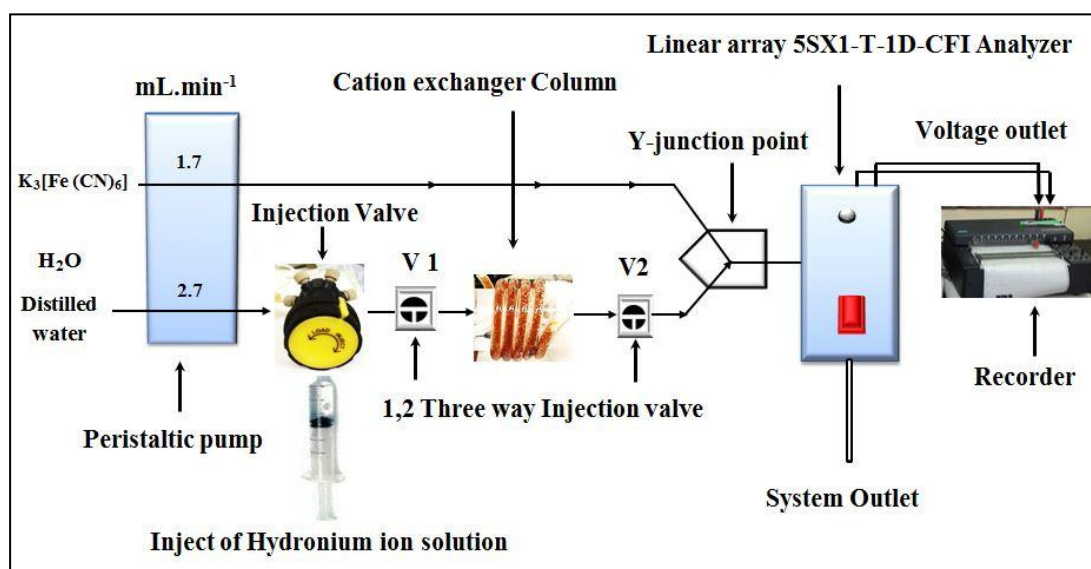 Linear array 5SX1-T-1D-CFI Analyzer
mL.min-1
Cation exchanger Column
Voltage outlet
Y-junction point
1.7
K3[Fe (CN)6]
Injection Valve
H2O
V 1
V2
Distilled
water
2.7
LOAD
INJECT
Recorder
1,2 Three way Injection valve
Peristaltic pump
System Outlet
Inject of Hydronium ion solution